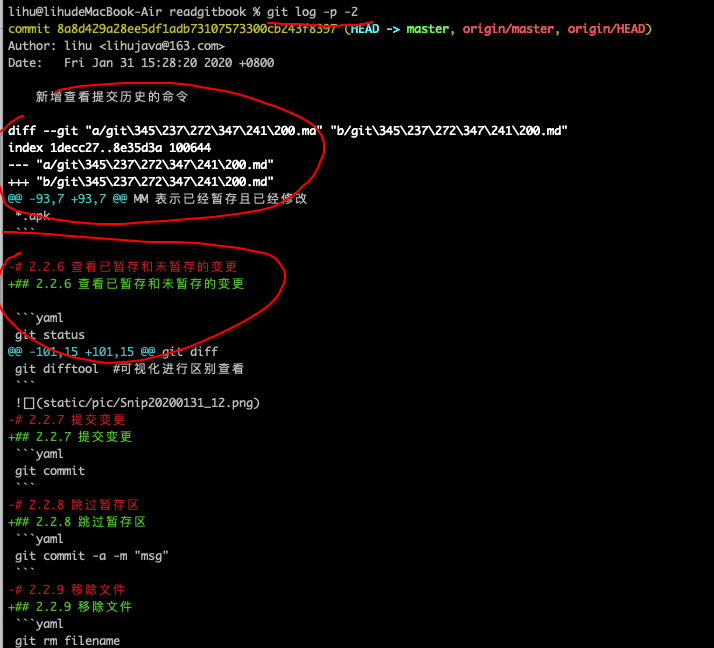 lihu@lihudeMacBook-Air readgitbook % git log -p -2
commit 8a8d429a28ee5df1adb73107573300cbz43f8397 (HEAD -> master, origin/master, origin/HEAD)
Author: lihu <lihujava@163.com>
Date:   Fri Jan 31 15:28:20 2020 +0800
    新增查看提交历史的命令
diff --git "a/git\345\237\272\347\241\200.md" "b/git\345\237\272\347\241\200.md"
index 1decc27..8e35d3a 100644
--- "a/git\345\237\272\347\241\200.md"
+++ "b/git\345\237\272\347\241\200.md"
@@ -93,7 +93,7 @@ MM 表示已经暂存且已经修改
 *.apk
 ```
-# 2.2.6 查看已暂存和未暂存的变更
+## 2.2.6 查看已暂存和未暂存的变更
 ```yaml
 git status
@@ -101,15 +101,15 @@ git diff
 git difftool  #可视化进行区别查看
 ```
 ![](static/pic/Snip20200131_12.png)
-# 2.2.7 提交变更
+## 2.2.7 提交变更
 ```yaml
 git commit
 ```
-# 2.2.8 跳过暂存区
+## 2.2.8 跳过暂存区
 ```yaml
 git commit -a -m "msg"
 ```
-# 2.2.9 移除文件
+## 2.2.9 移除文件
 ```yaml
 git rm filename